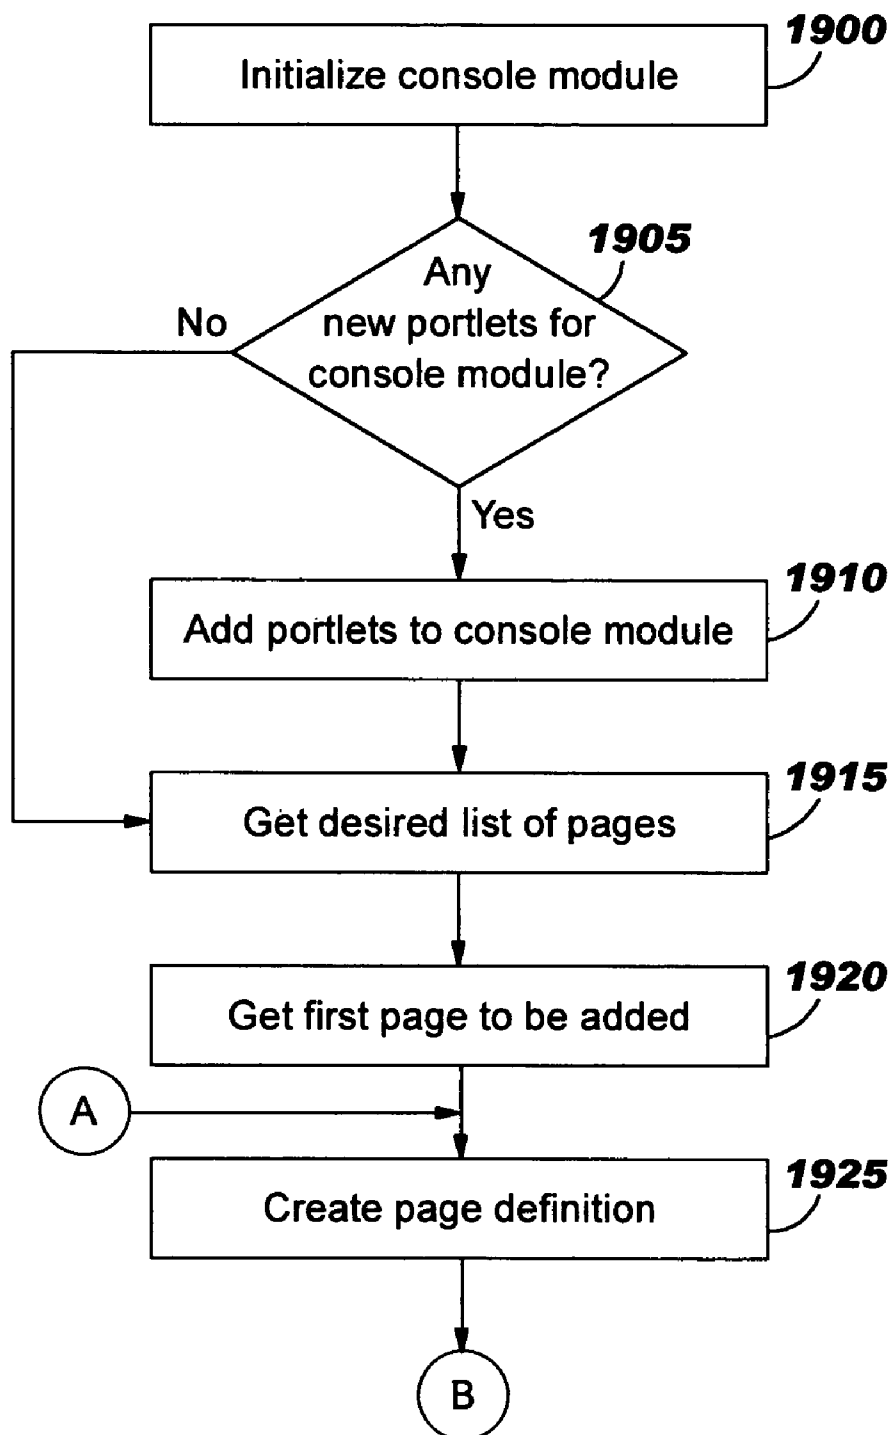 1900
Initialize console module
1905
Any
new portlets for
console module?
No
Yes
1910
Add portlets to console module
1915
Get desired list of pages
1920
Get first page to be added
A
1925
Create page definition
B